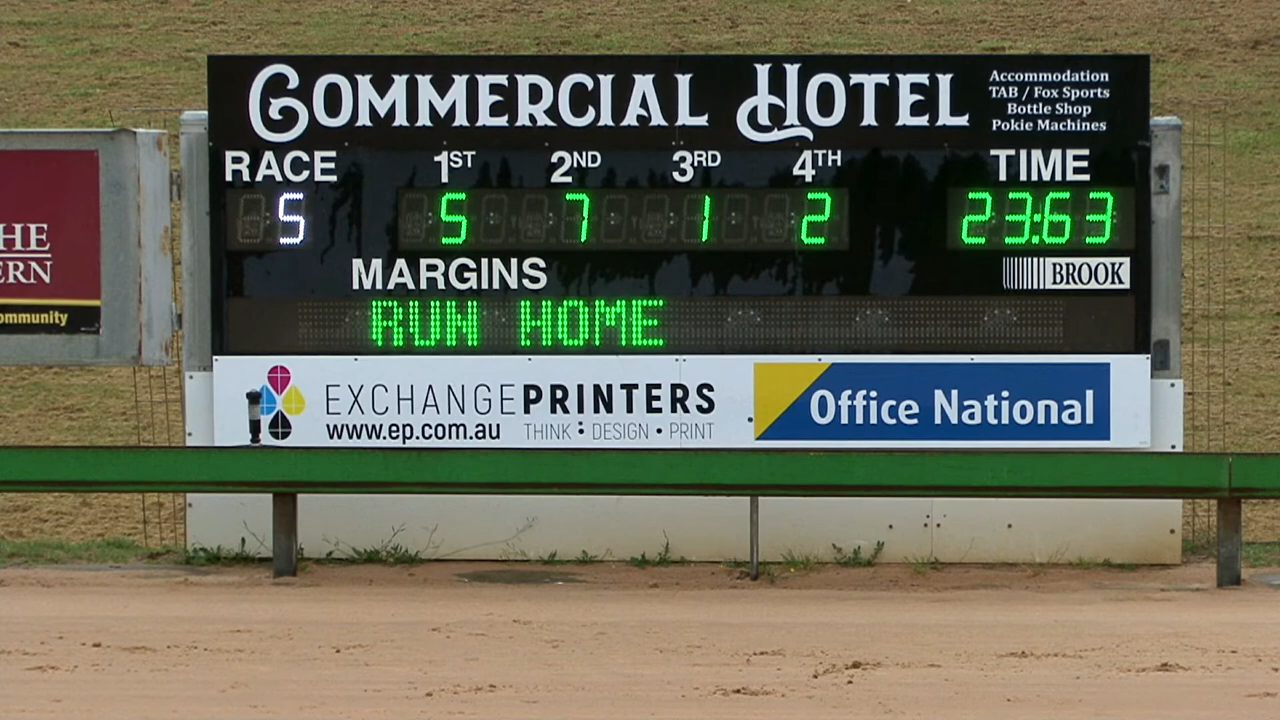 COMMERCIAL HOTEL
Accommodation
TAB / Fox Sports
Bottle Shop
Pokie Machines
RACE 1ST 2ND 3RD 4TH TIME
5 5 7 1 2 23:63
MARGINS
BROOK
RUN HOME
HE
ERN
ommunity
EXCHANGEPRINTERS
www.ep.com.au THINK : DESIGN • PRINT
Office National